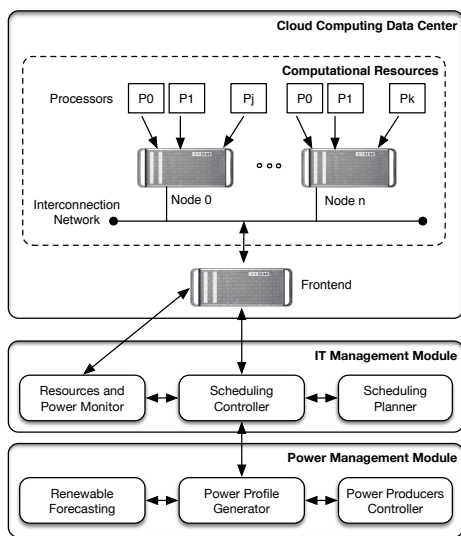 Cloud Computing Data Center
Computational Resources
Processors
P0
P1
Pj
P0
P1
Pk
Node 0
Node n
Interconnection
Network
Frontend
IT Management Module
Resources and
Power Monitor
Scheduling
Controller
Scheduling
Planner
Power Management Module
Renewable
Forecasting
Power Profile
Generator
Power Producers
Controller